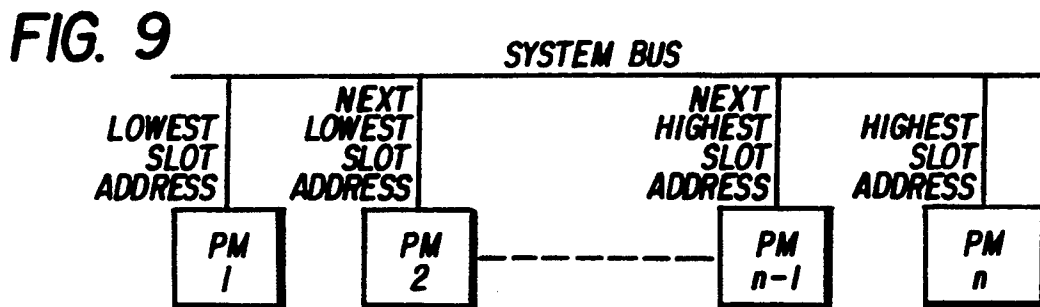 FIG. 9
SYSTEM BUS
LOWEST
SLOT
ADDRESS
NEXT
LOWEST
SLOT
ADDRESS
NEXT
HIGHEST
SLOT
ADDRESS
HIGHEST
SLOT
ADDRESS
PM
1
PM
2
PM
n-1
PM
n